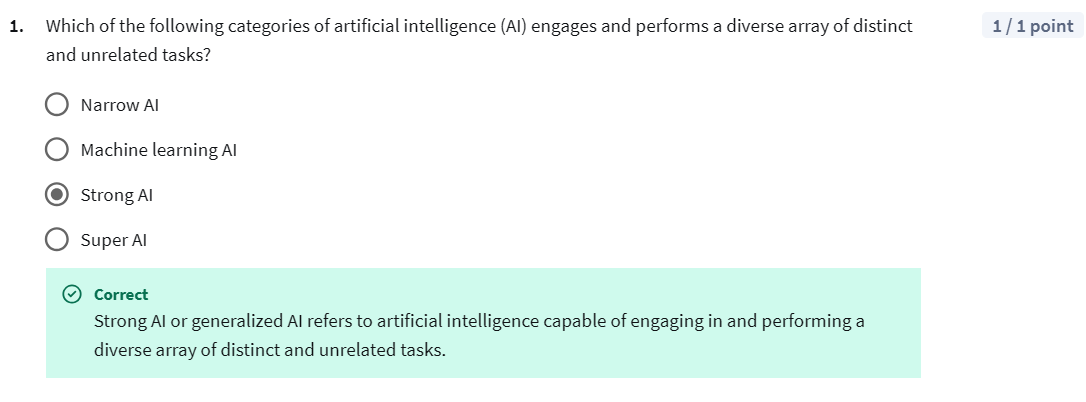 1. Which of the following categories of artificial intelligence (AI) engages and performs a diverse array of distinct
and unrelated tasks?
1 / 1 point
Narrow AI
Machine learning AI
Strong AI
Super AI
Correct
Strong AI or generalized AI refers to artificial intelligence capable of engaging in and performing a
diverse array of distinct and unrelated tasks.